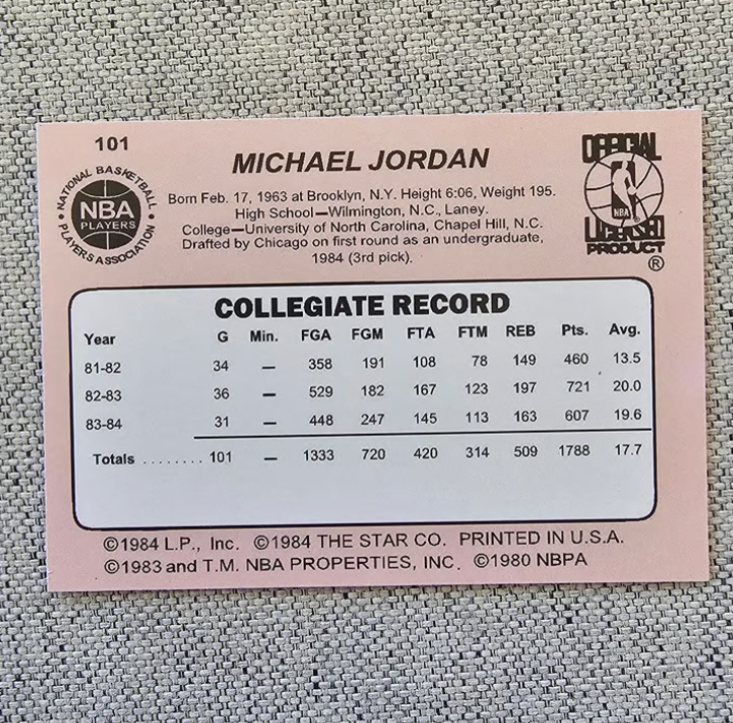 101
MICHAEL JORDAN
NATIONAL BASKETBALL
NBA
PLAYERS
PLAYERS ASSOCIATION
OFFICIAL
NBA
LICENSED
PRODUCT
®
Born Feb. 17, 1963 at Brooklyn, N.Y. Height 6:06, Weight 195.
High School—Wilmington, N.C., Laney.
College—University of North Carolina, Chapel Hill, N.C.
Drafted by Chicago on first round as an undergraduate,
1984 (3rd pick).
COLLEGIATE RECORD
Year G Min. FGA FGM FTA FTM REB Pts. Avg.
81-82 34 — 358 191 108 78 149 460 13.5
82-83 36 — 529 182 167 123 197 721 20.0
83-84 31 — 448 247 145 113 163 607 19.6
Totals ........ 101 — 1333 720 420 314 509 1788 17.7
©1984 L.P., Inc. ©1984 THE STAR CO. PRINTED IN U.S.A.
©1983 and T.M. NBA PROPERTIES, INC. ©1980 NBPA